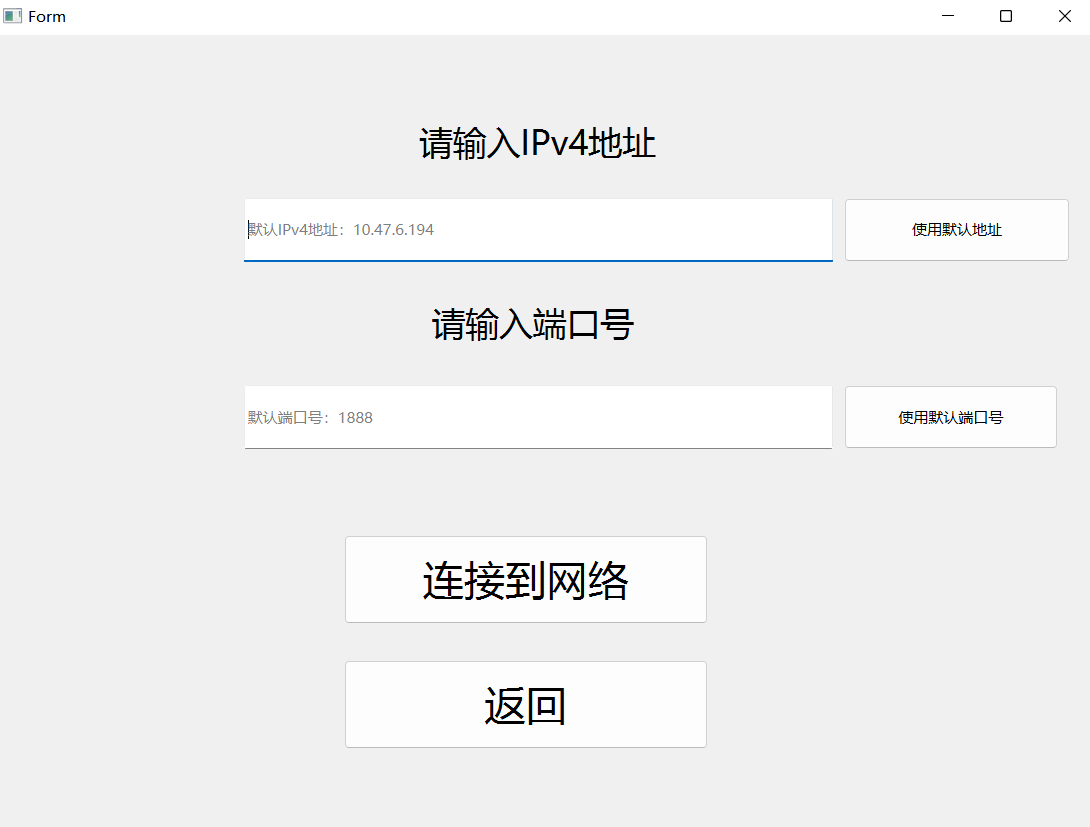 Form
请输入IPv4地址
默认IPv4地址：10.47.6.194
使用默认地址
请输入端口号
默认端口号：1888
使用默认端口号
连接到网络
返回